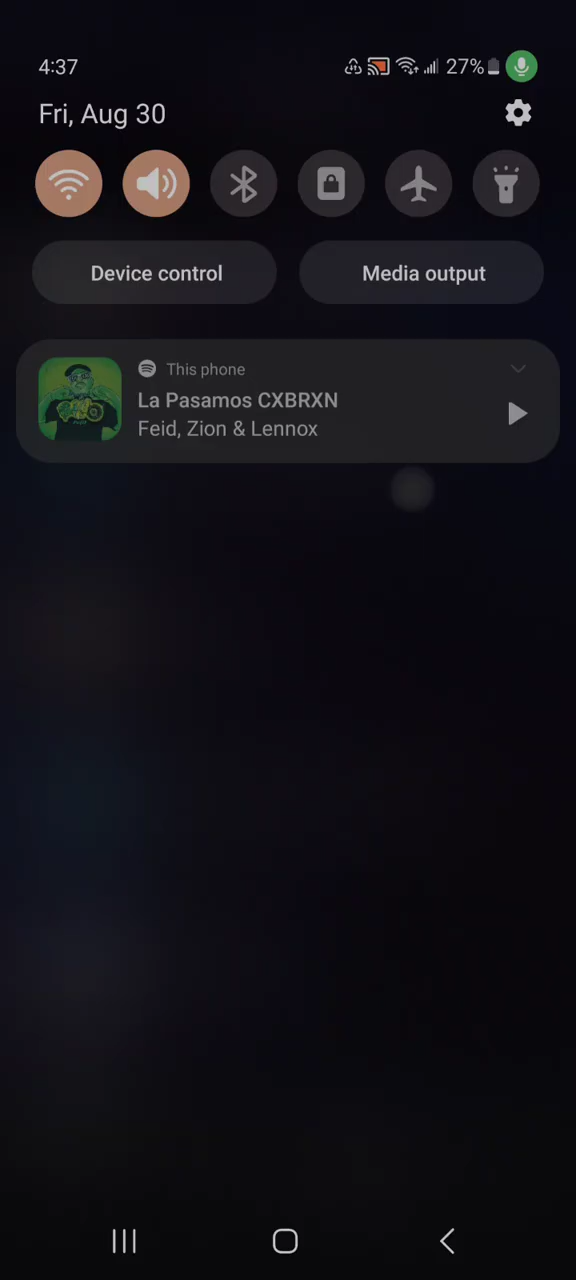 4:37
27%
Fri, Aug 30
Device control
Media output
This phone
La Pasamos CXBRXN
Feid, Zion & Lennox